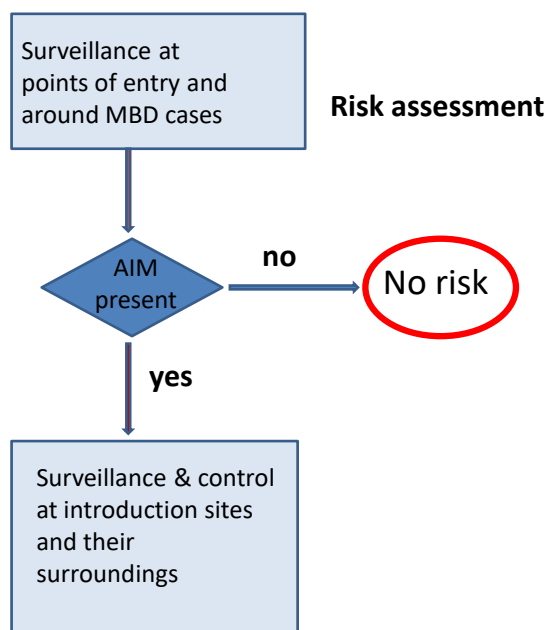 Surveillance at
points of entry and
around MBD cases
Risk assessment
AIM
present
no
No risk
yes
Surveillance & control
at introduction sites
and their
surroundings